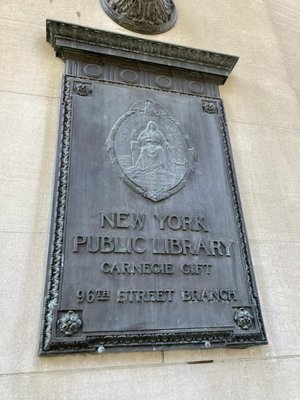 NEW YORK
PUBLIC LIBRARY
CARNEGIE GIFT
96TH STREET BRANCH